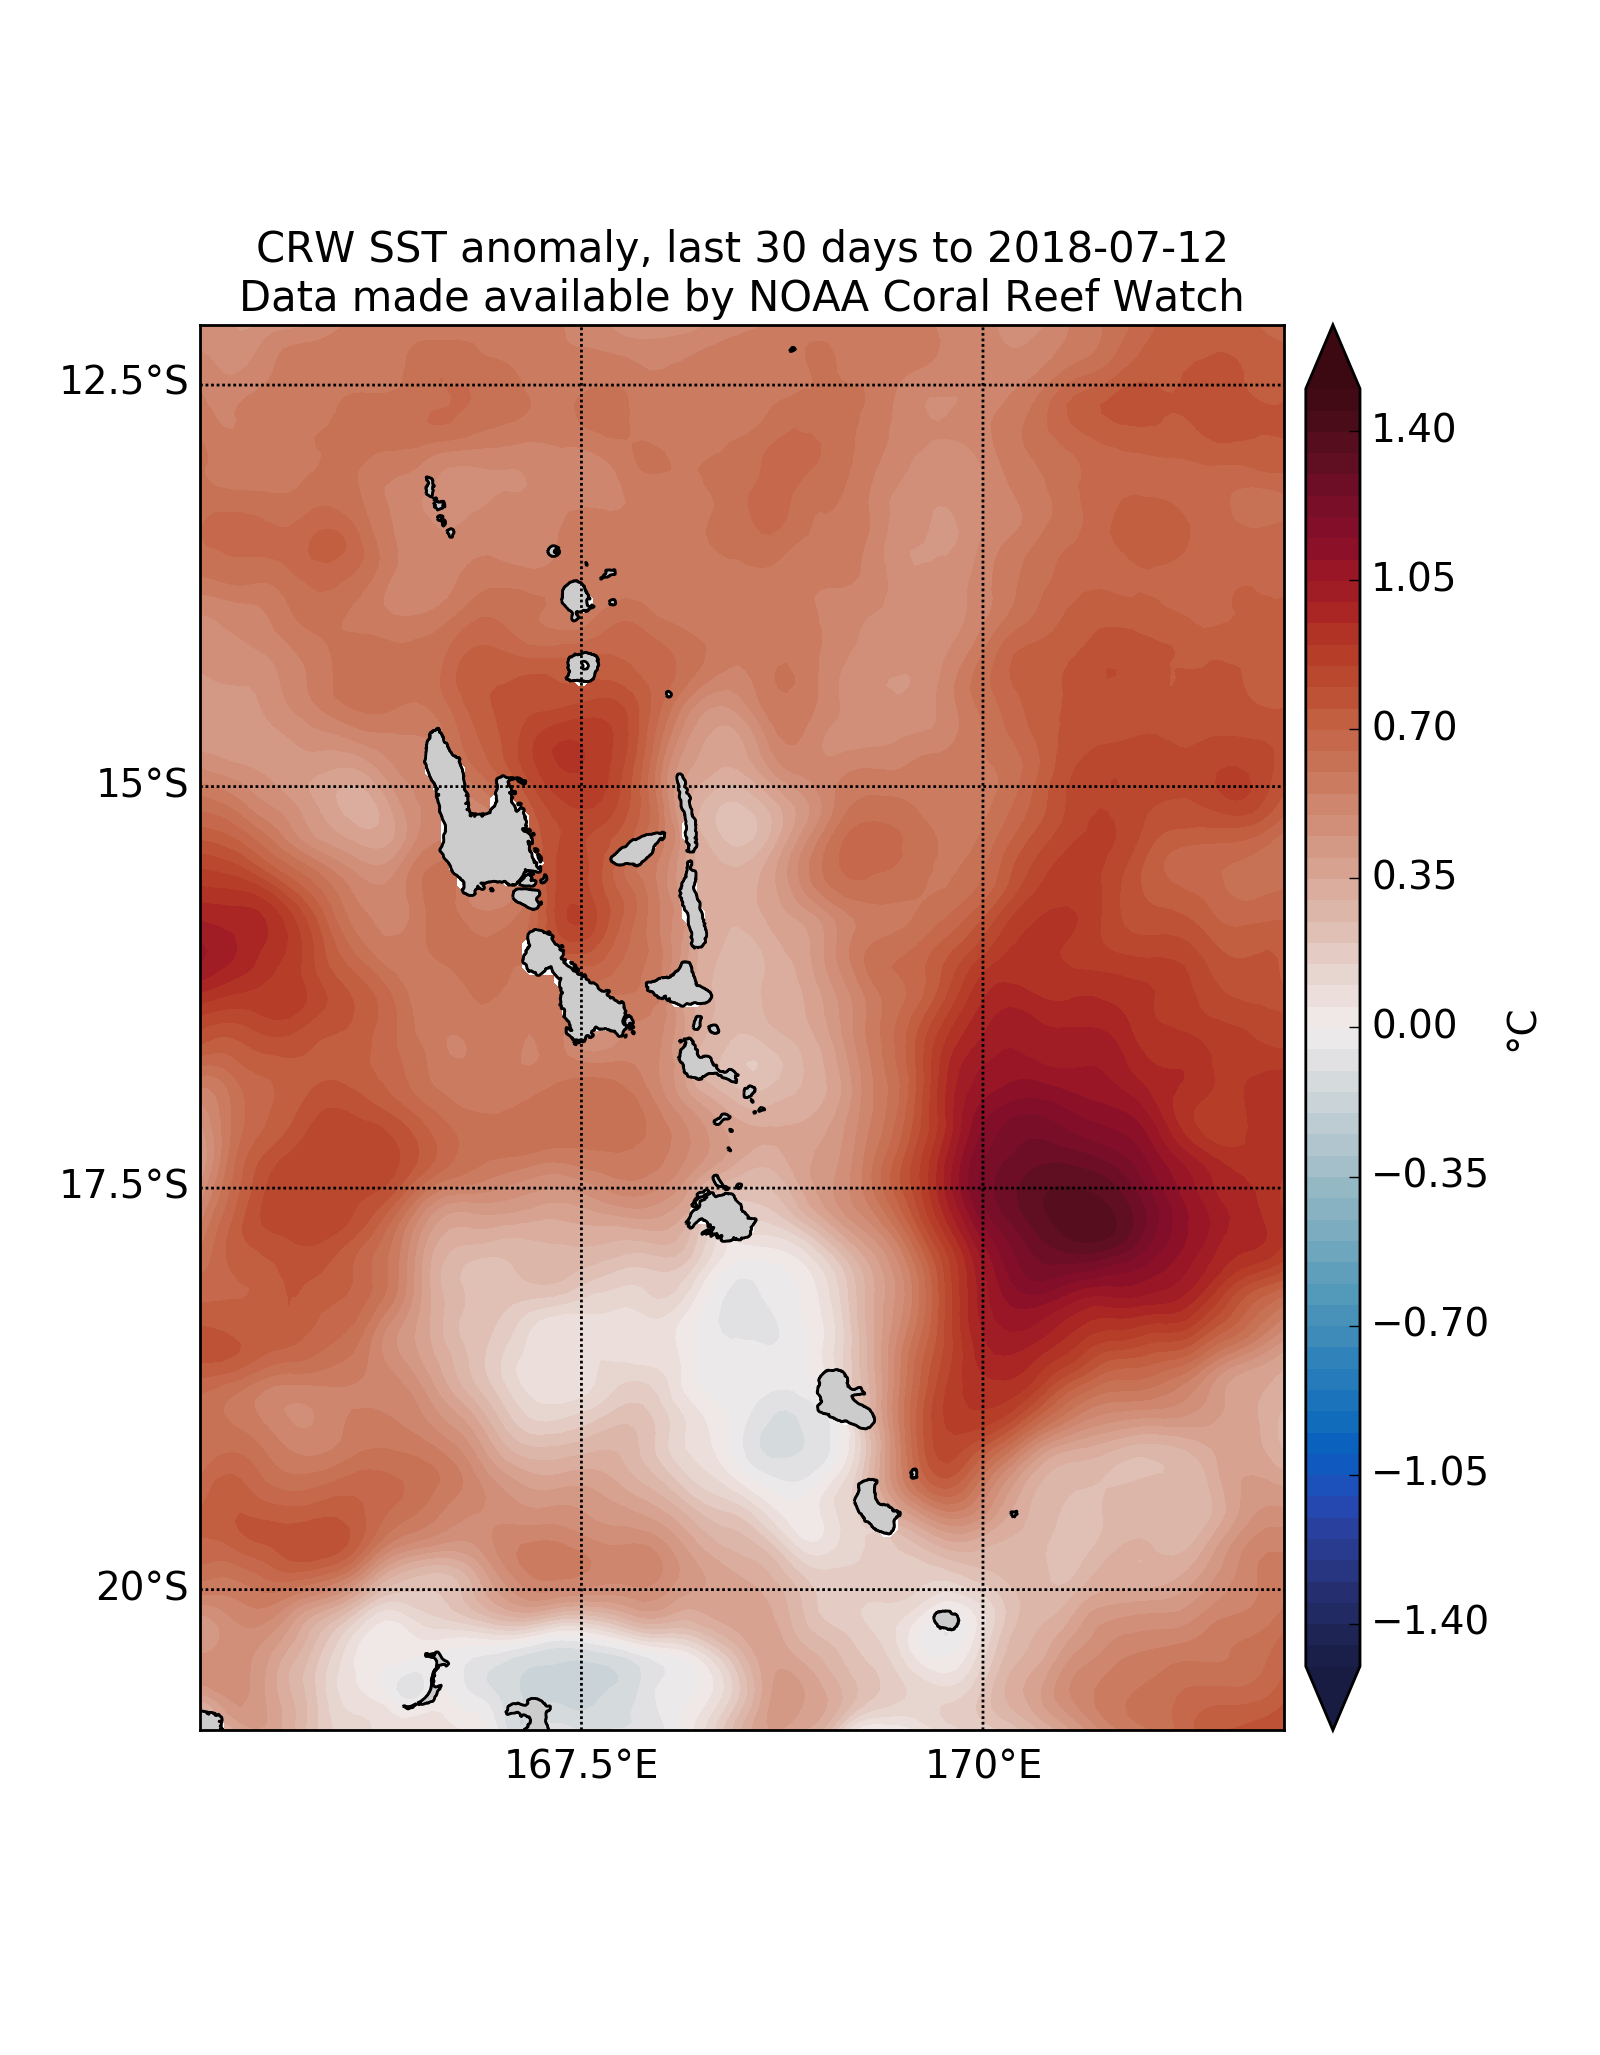 CRW SST anomaly, last 30 days to 2018-07-12
Data made available by NOAA Coral Reef Watch
12.5°S
15°S
17.5°S
20°S
167.5°E
170°E
1.40
1.05
0.70
0.35
0.00
−0.35
−0.70
−1.05
−1.40
°C